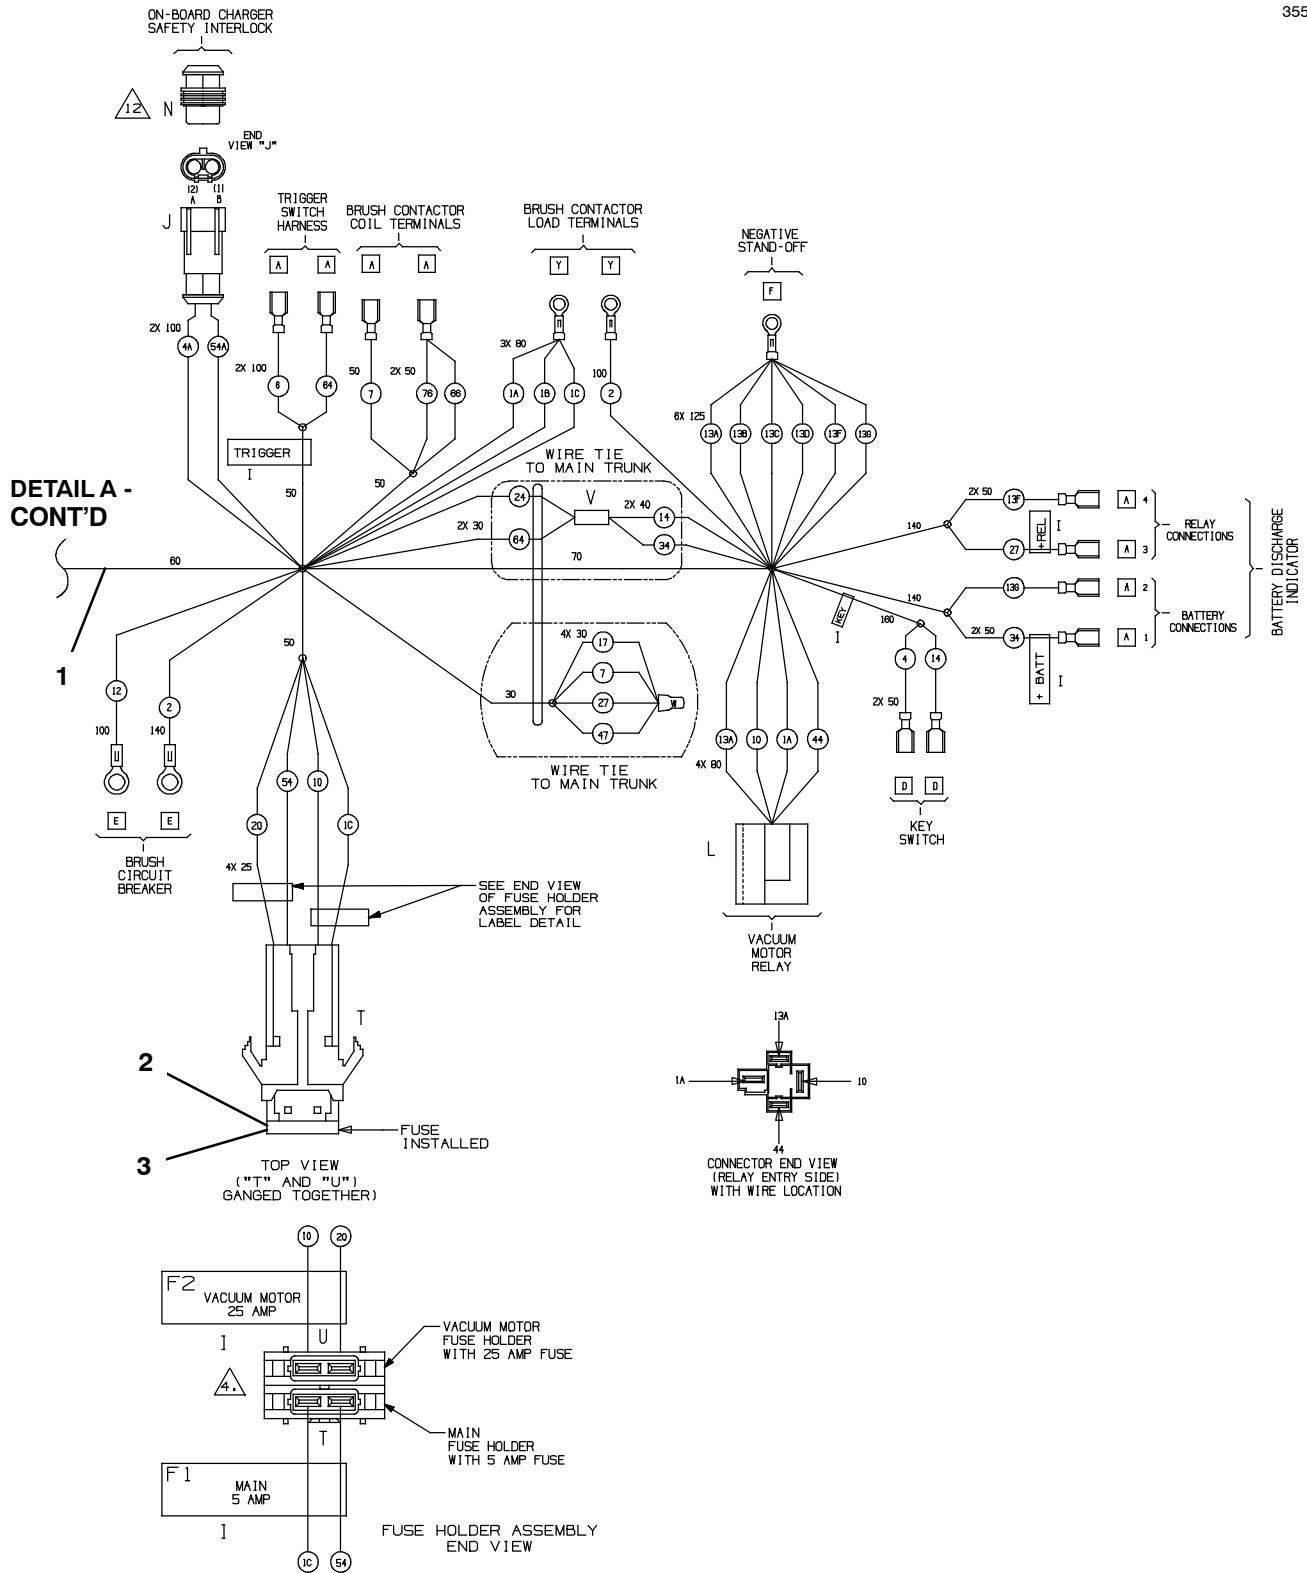 355
ON-BOARD CHARGER
SAFETY INTERLOCK
12
N
END
VIEW "J"
(2) (1)
A B
J
TRIGGER
SWITCH
HARNESS
A A
BRUSH CONTACTOR
COIL TERMINALS
A A
BRUSH CONTACTOR
LOAD TERMINALS
Y Y
NEGATIVE
STAND-OFF
F
2X 100
4A 54A
2X 100
6 64
50
7
2X 50
76 66
3X 80
1A 1B 1C
100
2
6X 125
13A 13B 13C 13D 13F 13G
TRIGGER
I
50
50
WIRE TIE
TO MAIN TRUNK
24
V
2X 40
14
2X 30
64
34
70
DETAIL A -
CONT'D
60
1
140
2X 50
13F
A 4
+REL
I
27
A 3
RELAY
CONNECTIONS
140
13G
A 2
2X 50
34
A 1
+ BATT
I
BATTERY
CONNECTIONS
BATTERY DISCHARGE
INDICATOR
KEY
I
160
4 14
2X 50
D D
KEY
SWITCH
50
12
2
100
140
U U
E E
BRUSH
CIRCUIT
BREAKER
30
4X 30
17
7
27
47
W
WIRE TIE
TO MAIN TRUNK
13A 10 1A 44
4X 80
L
VACUUM
MOTOR
RELAY
54 10
20 1C
4X 25
SEE END VIEW
OF FUSE HOLDER
ASSEMBLY FOR
LABEL DETAIL
T
2
3
FUSE
INSTALLED
TOP VIEW
("T" AND "U")
GANGED TOGETHER)
13A
1A
10
44
CONNECTOR END VIEW
(RELAY ENTRY SIDE)
WITH WIRE LOCATION
10 20
F2
VACUUM MOTOR
25 AMP
I
U
VACUUM MOTOR
FUSE HOLDER
WITH 25 AMP FUSE
4.
MAIN
FUSE HOLDER
WITH 5 AMP FUSE
T
F1
MAIN
5 AMP
I
FUSE HOLDER ASSEMBLY
END VIEW
1C 54